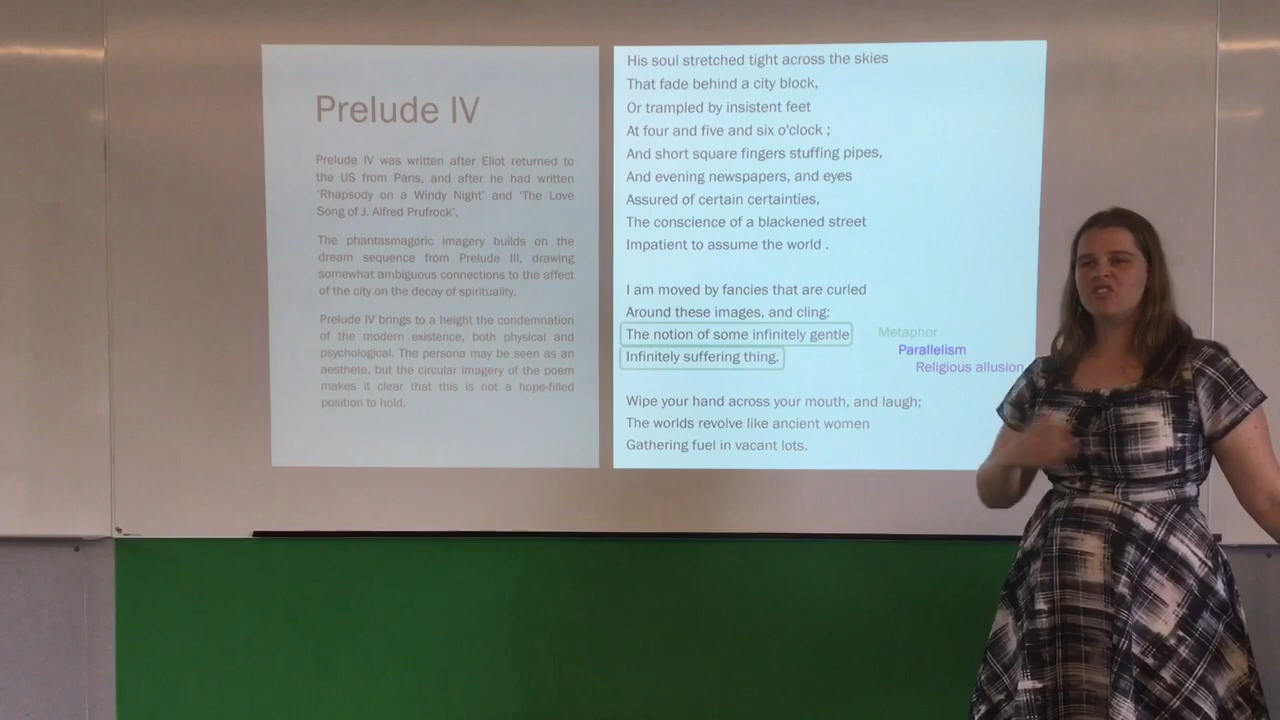 Prelude IV
Prelude IV was written after Eliot returned to
the US from Paris, and after he had written
'Rhapsody on a Windy Night' and 'The Love
Song of J. Alfred Prufrock'.
The phantasmagoric imagery builds on the
dream sequence from Prelude III, drawing
somewhat ambiguous connections to the affect
of the city on the decay of spirituality.
Prelude IV brings to a height the condemnation
of the modern existence, both physical and
psychological. The persona may be seen as an
aesthete, but the circular imagery of the poem
makes it clear that this is not a hope-filled
position to hold.
His soul stretched tight across the skies
That fade behind a city block,
Or trampled by insistent feet
At four and five and six o'clock ;
And short square fingers stuffing pipes,
And evening newspapers, and eyes
Assured of certain certainties,
The conscience of a blackened street
Impatient to assume the world .
I am moved by fancies that are curled
Around these images, and cling:
The notion of some infinitely gentle
Infinitely suffering thing.
Metaphor
Parallelism
Religious allusion
Wipe your hand across your mouth, and laugh;
The worlds revolve like ancient women
Gathering fuel in vacant lots.